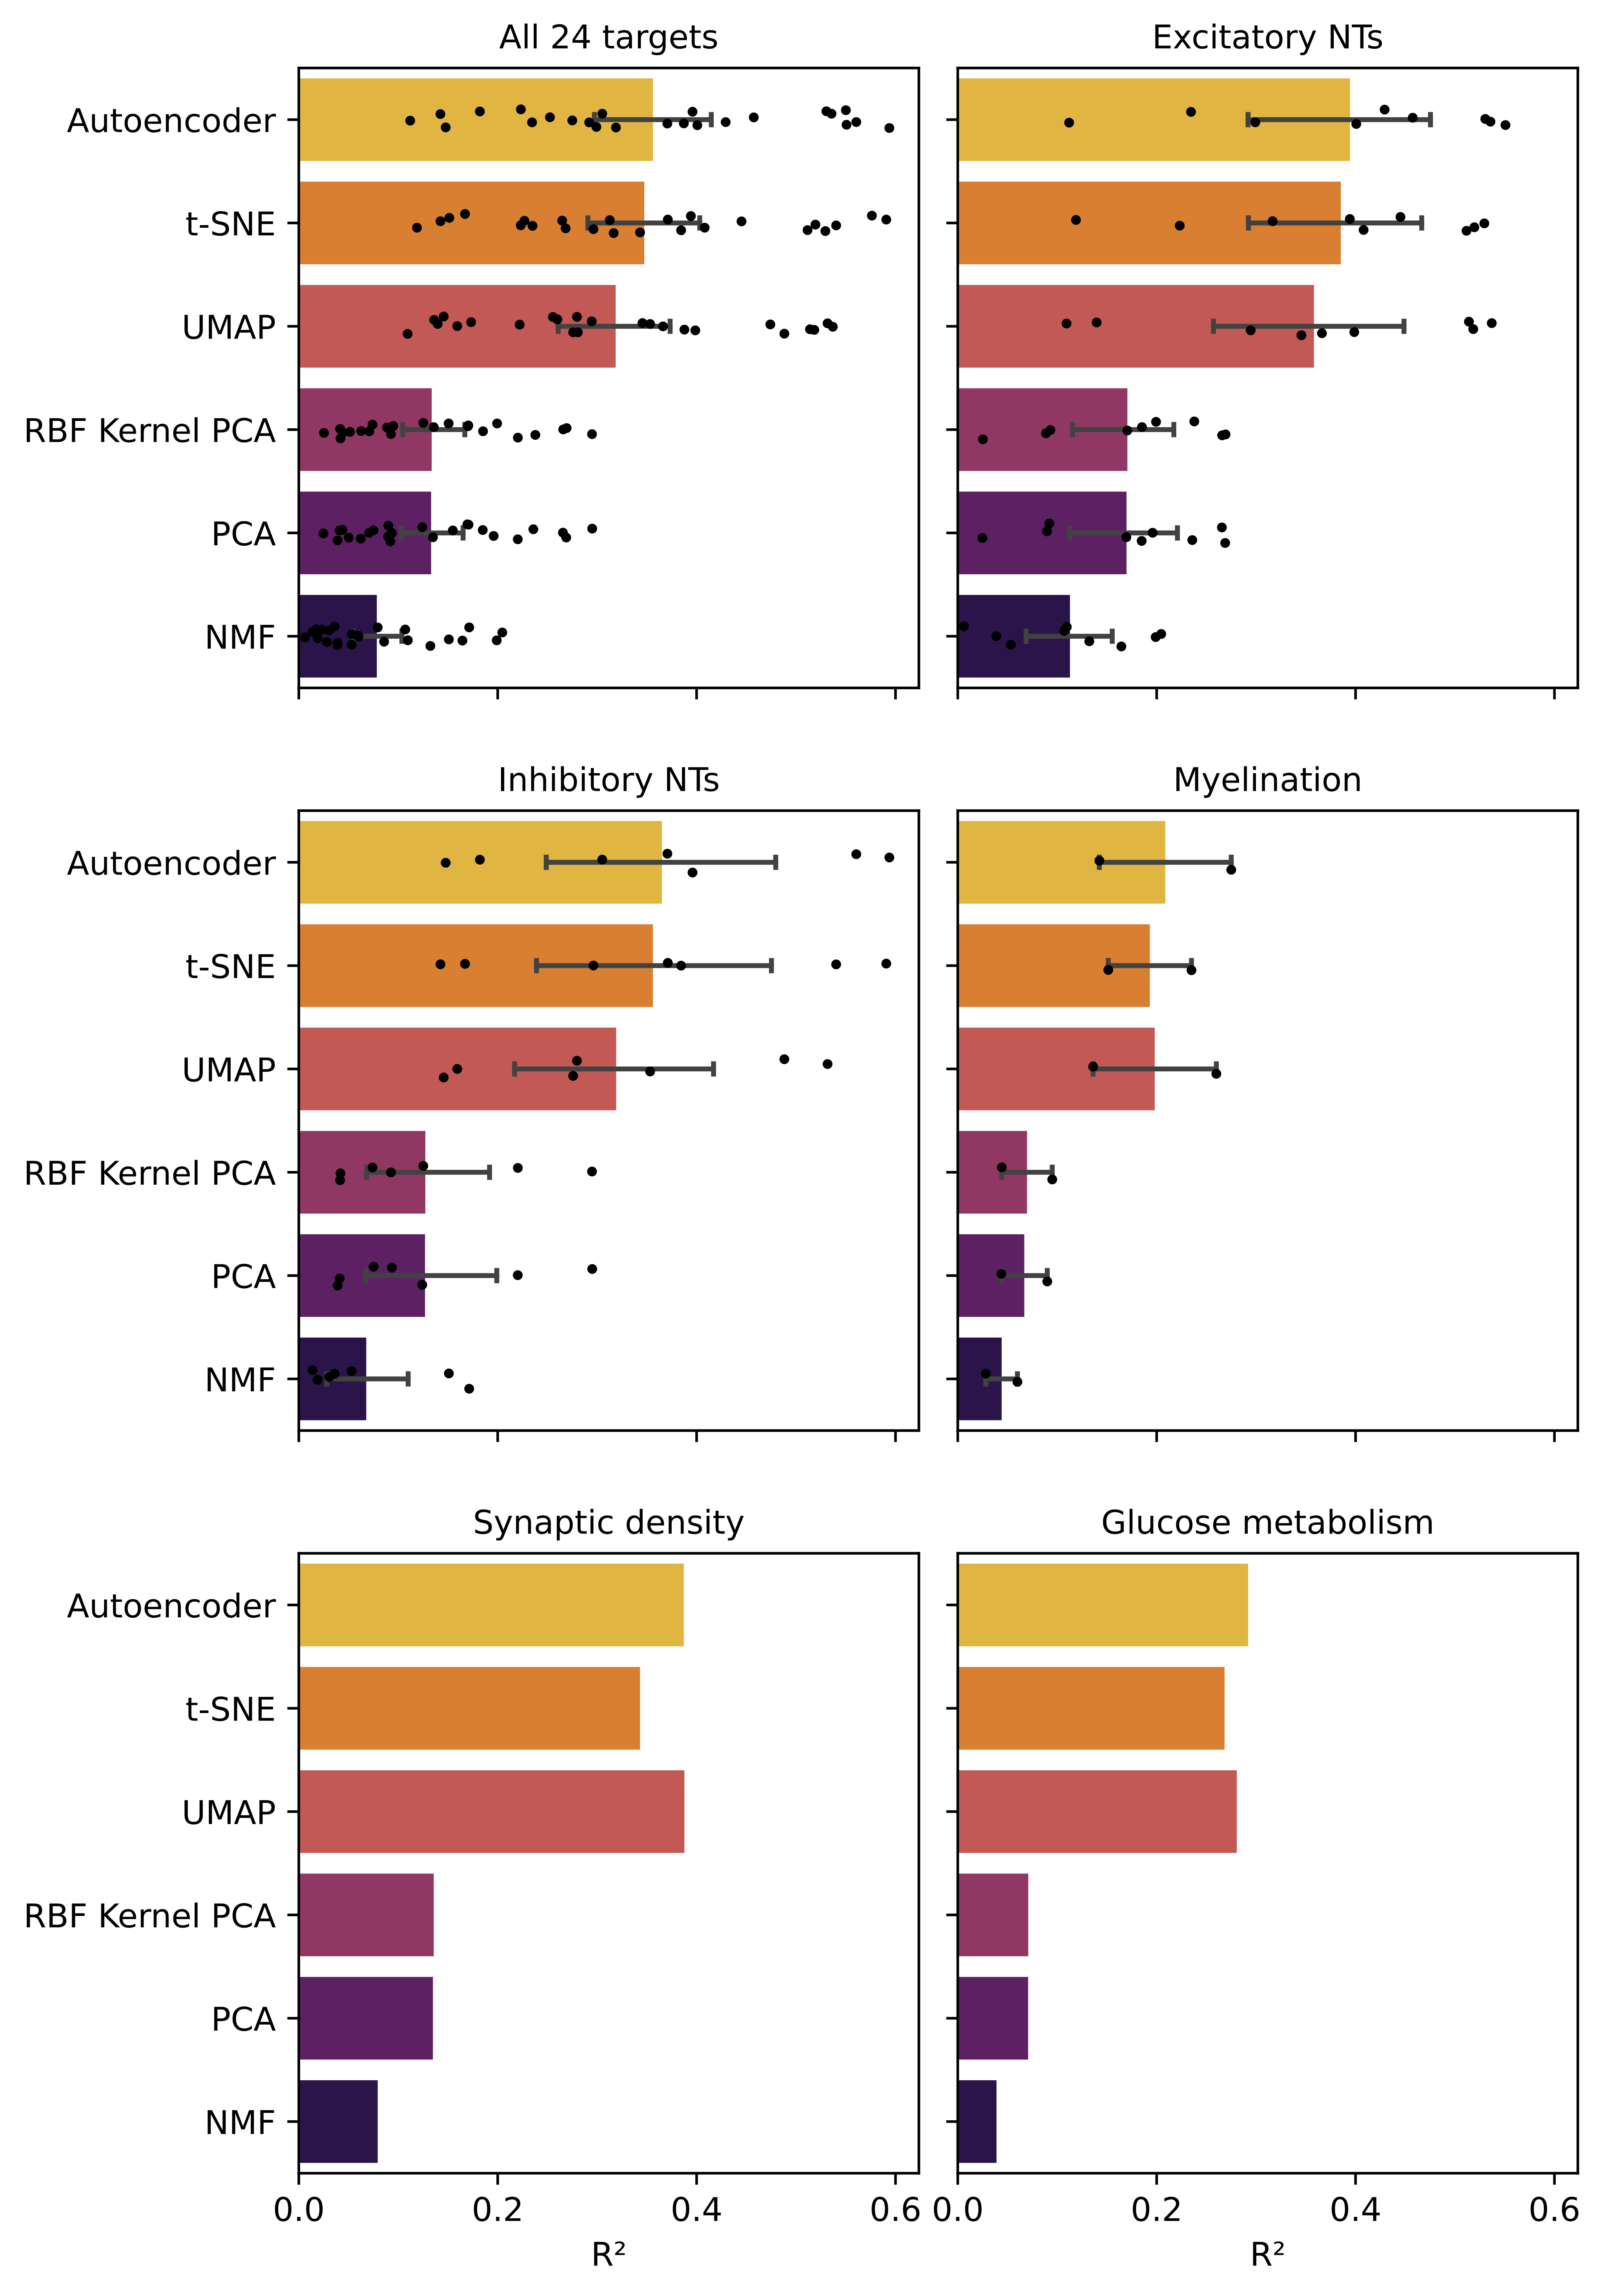 All 24 targets
Excitatory NTs
Autoencoder
t-SNE
UMAP
RBF Kernel PCA
PCA
NMF
Inhibitory NTs
Myelination
Autoencoder
t-SNE
UMAP
RBF Kernel PCA
PCA
NMF
Synaptic density
Glucose metabolism
Autoencoder
t-SNE
UMAP
RBF Kernel PCA
PCA
NMF
0.0 0.2 0.4 0.6
0.0 0.2 0.4 0.6
R²
R²